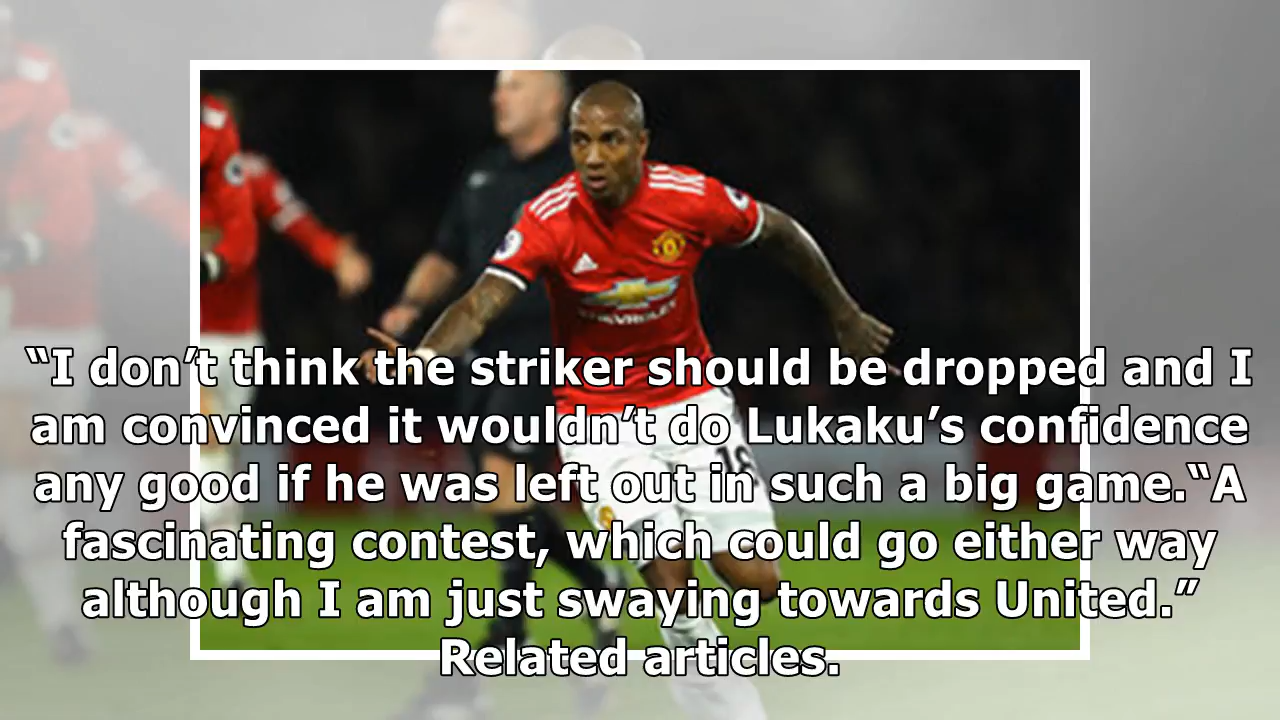 “I don’t think the striker should be dropped and I
am convinced it wouldn’t do Lukaku’s confidence
any good if he was left out in such a big game.“A
fascinating contest, which could go either way
although I am just swaying towards United.”
Related articles.
CHEVROLET
18